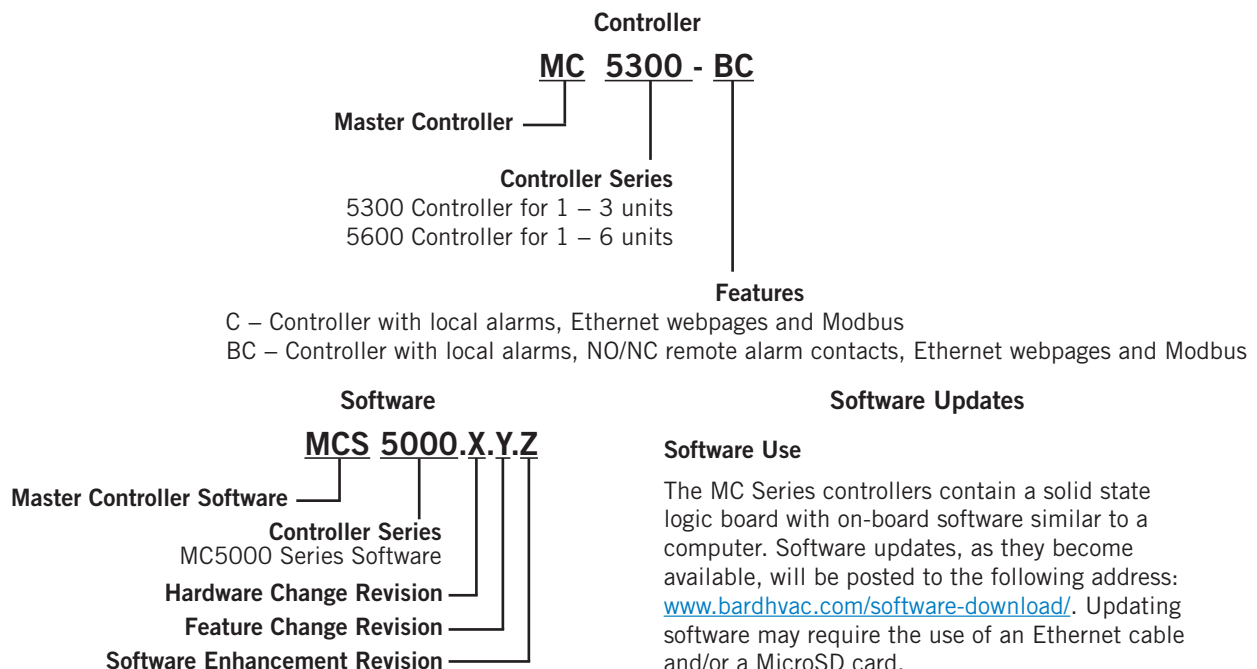 Controller
MC 5300 - BC
Master Controller
Controller Series
5300 Controller for 1 – 3 units
5600 Controller for 1 – 6 units
Features
C – Controller with local alarms, Ethernet webpages and Modbus
BC – Controller with local alarms, NO/NC remote alarm contacts, Ethernet webpages and Modbus
Software
MCS 5000.X.Y.Z
Master Controller Software
Controller Series
MC5000 Series Software
Hardware Change Revision
Feature Change Revision
Software Enhancement Revision
Software Updates
Software Use
The MC Series controllers contain a solid state
logic board with on-board software similar to a
computer. Software updates, as they become
available, will be posted to the following address:
www.bardhvac.com/software-download/. Updating
software may require the use of an Ethernet cable
and/or a MicroSD card.